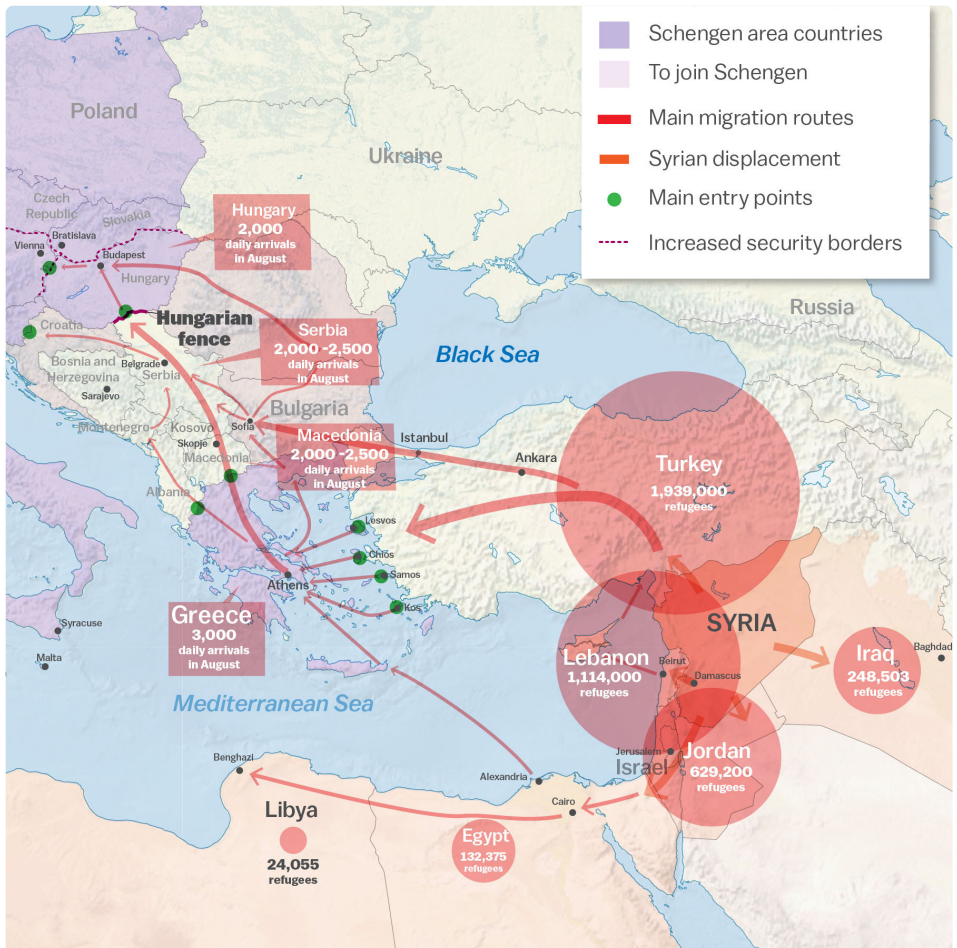 Schengen area countries
To join Schengen
Main migration routes
Syrian displacement
Main entry points
Increased security borders
Poland
Ukraine
Russia
Czech
Republic
Slovakia
Vienna
Bratislava
Budapest
Hungary
Hungary
2,000
daily arrivals
in August
Croatia
Hungarian
fence
Serbia
2,000 -2,500
daily arrivals
in August
Black Sea
Bosnia and
Herzegovina
Belgrade
Serbia
Sarajevo
Montenegro
Kosovo
Sofia
Bulgaria
Skopje
Macedonia
Macedonia
2,000 -2,500
daily arrivals
in August
Istanbul
Ankara
Turkey
1,939,000
refugees
Albania
Lesvos
Chios
Samos
Kos
Athens
Greece
3,000
daily arrivals
in August
Syracuse
Malta
SYRIA
Lebanon
1,114,000
refugees
Beirut
Damascus
Iraq
248,503
refugees
Baghdad
Mediterranean Sea
Jerusalem
Israel
Jordan
629,200
refugees
Benghazi
Alexandria
Cairo
Libya
24,055
refugees
Egypt
132,375
refugees